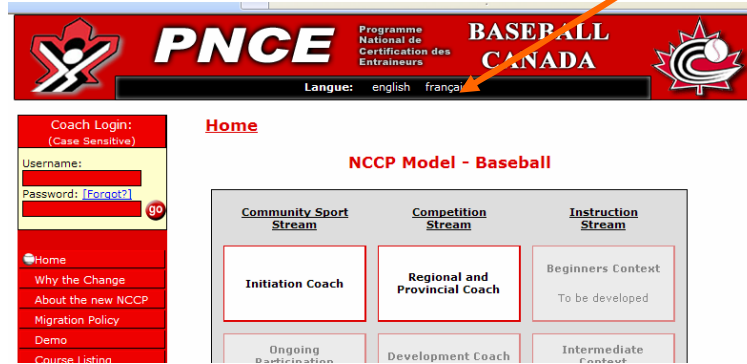 PNCE
Programme
National de
Certification des
Entraineurs
BASEBALL
CANADA
Langue: english français
Coach Login:
(Case Sensitive)
Username:
Password: [Forgot?]
go
Home
Why the Change
About the new NCCP
Migration Policy
Demo
Course Listing
Home
NCCP Model - Baseball
Community Sport
Stream
Competition
Stream
Instruction
Stream
Initiation Coach
Regional and
Provincial Coach
Beginners Context
To be developed
Ongoing
Participation
Development Coach
Intermediate
Context